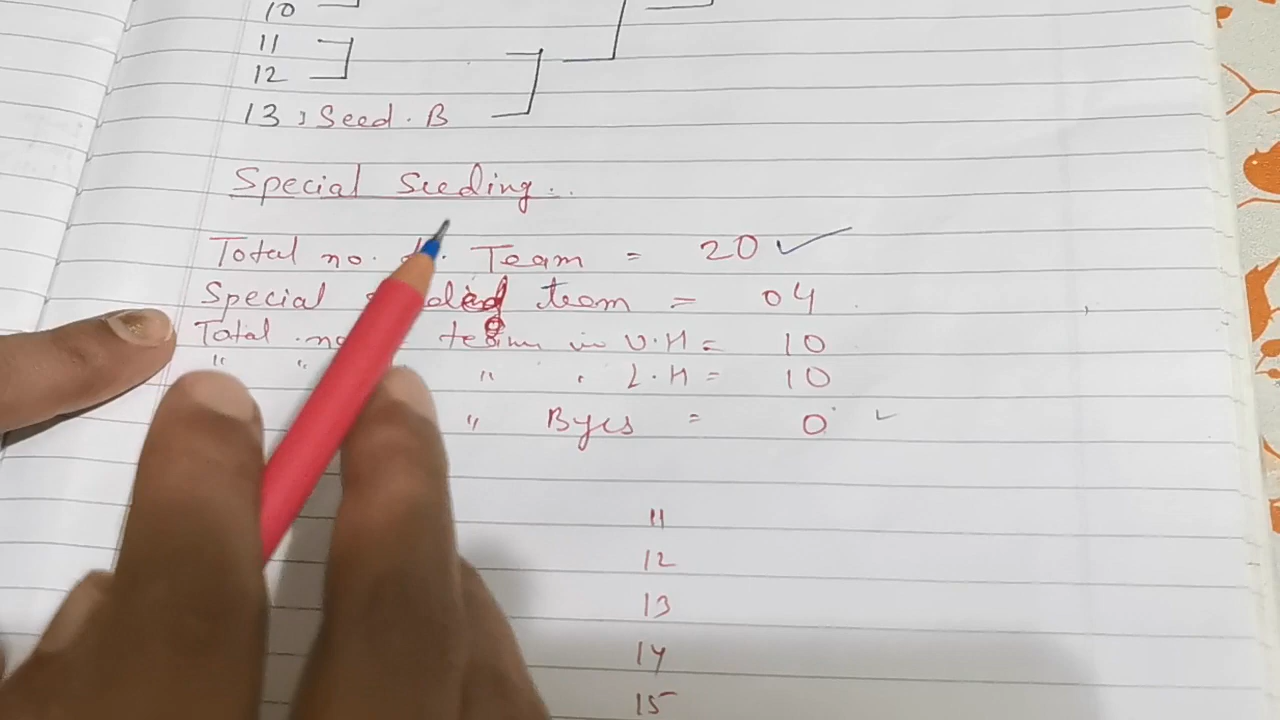 10
11
12
13, Seed. B
Special Seeding..
Total no. Team = 20
Special team = 04
Total no team in U.H = 10
" " " L.H = 10
" Byes = 0
11
12
13
14
15